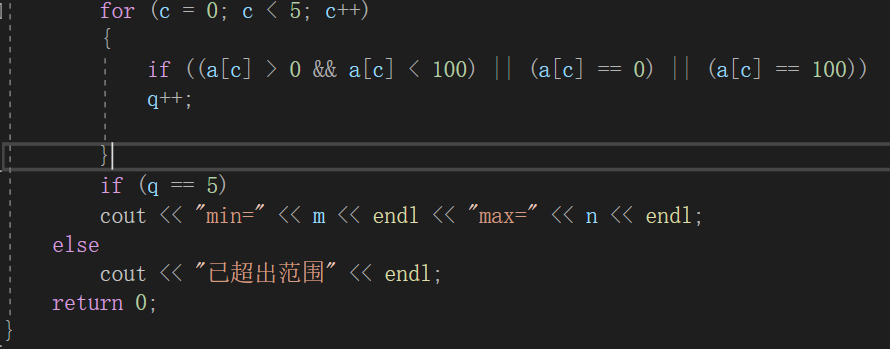 for (c = 0; c < 5; c++)
{
if ((a[c] > 0 && a[c] < 100) || (a[c] == 0) || (a[c] == 100))
q++;
}
if (q == 5)
cout << "min=" << m << endl << "max=" << n << endl;
else
cout << "已超出范围" << endl;
return 0;
}